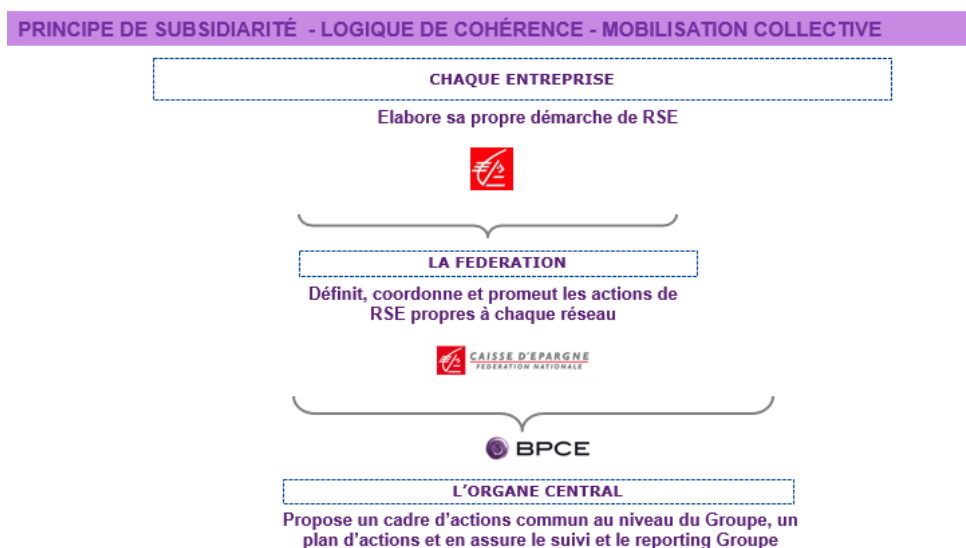 PRINCIPE DE SUBSIDIARITÉ - LOGIQUE DE COHÉRENCE - MOBILISATION COLLECTIVE
CHAQUE ENTREPRISE
Elabore sa propre démarche de RSE
LA FEDERATION
Définit, coordonne et promeut les actions de
RSE propres à chaque réseau
CAISSE D'EPARGNE
FEDERATION NATIONALE
BPCE
L'ORGANE CENTRAL
Propose un cadre d'actions commun au niveau du Groupe, un
plan d'actions et en assure le suivi et le reporting Groupe